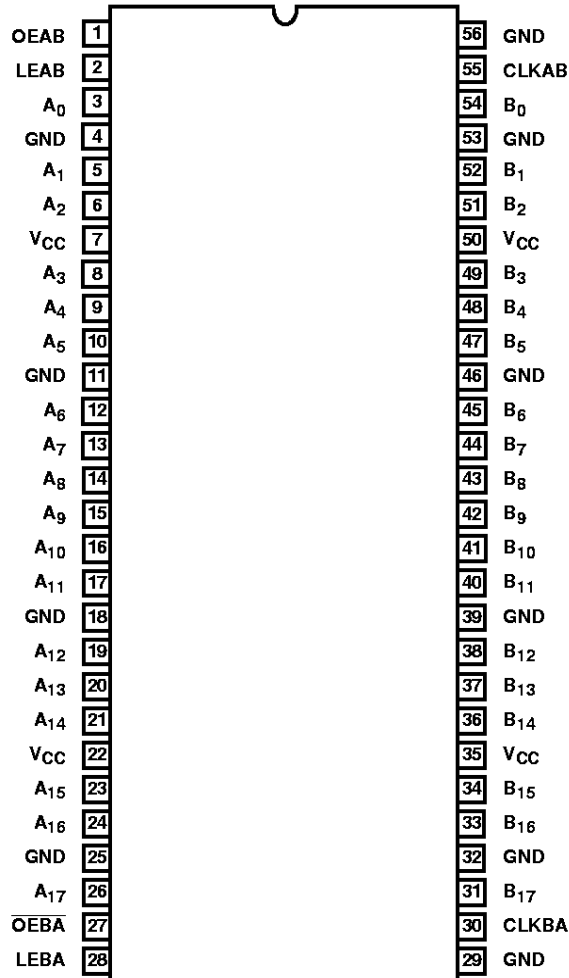 OEAB 1 56 GND
LEAB 2 55 CLKAB
A0 3 54 B0
GND 4 53 GND
A1 5 52 B1
A2 6 51 B2
VCC 7 50 VCC
A3 8 49 B3
A4 9 48 B4
A5 10 47 B5
GND 11 46 GND
A6 12 45 B6
A7 13 44 B7
A8 14 43 B8
A9 15 42 B9
A10 16 41 B10
A11 17 40 B11
GND 18 39 GND
A12 19 38 B12
A13 20 37 B13
A14 21 36 B14
VCC 22 35 VCC
A15 23 34 B15
A16 24 33 B16
GND 25 32 GND
A17 26 31 B17
O̅E̅B̅A̅ 27 30 CLKBA
LEBA 28 29 GND